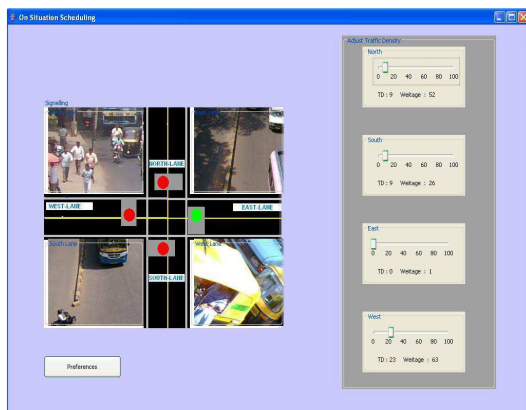 On Situation Scheduling
Adjust Traffic Density
North
0 20 40 60 80 100
TD : 9 Weitage : 52
South
0 20 40 60 80 100
TD : 9 Weitage : 26
East
0 20 40 60 80 100
TD : 0 Weitage : 1
West
0 20 40 60 80 100
TD : 23 Weitage : 63
Signelling
NORTH-LANE
WEST-LANE
EAST-LANE
South Lane
West Lane
SOUTH-LANE
Preferences